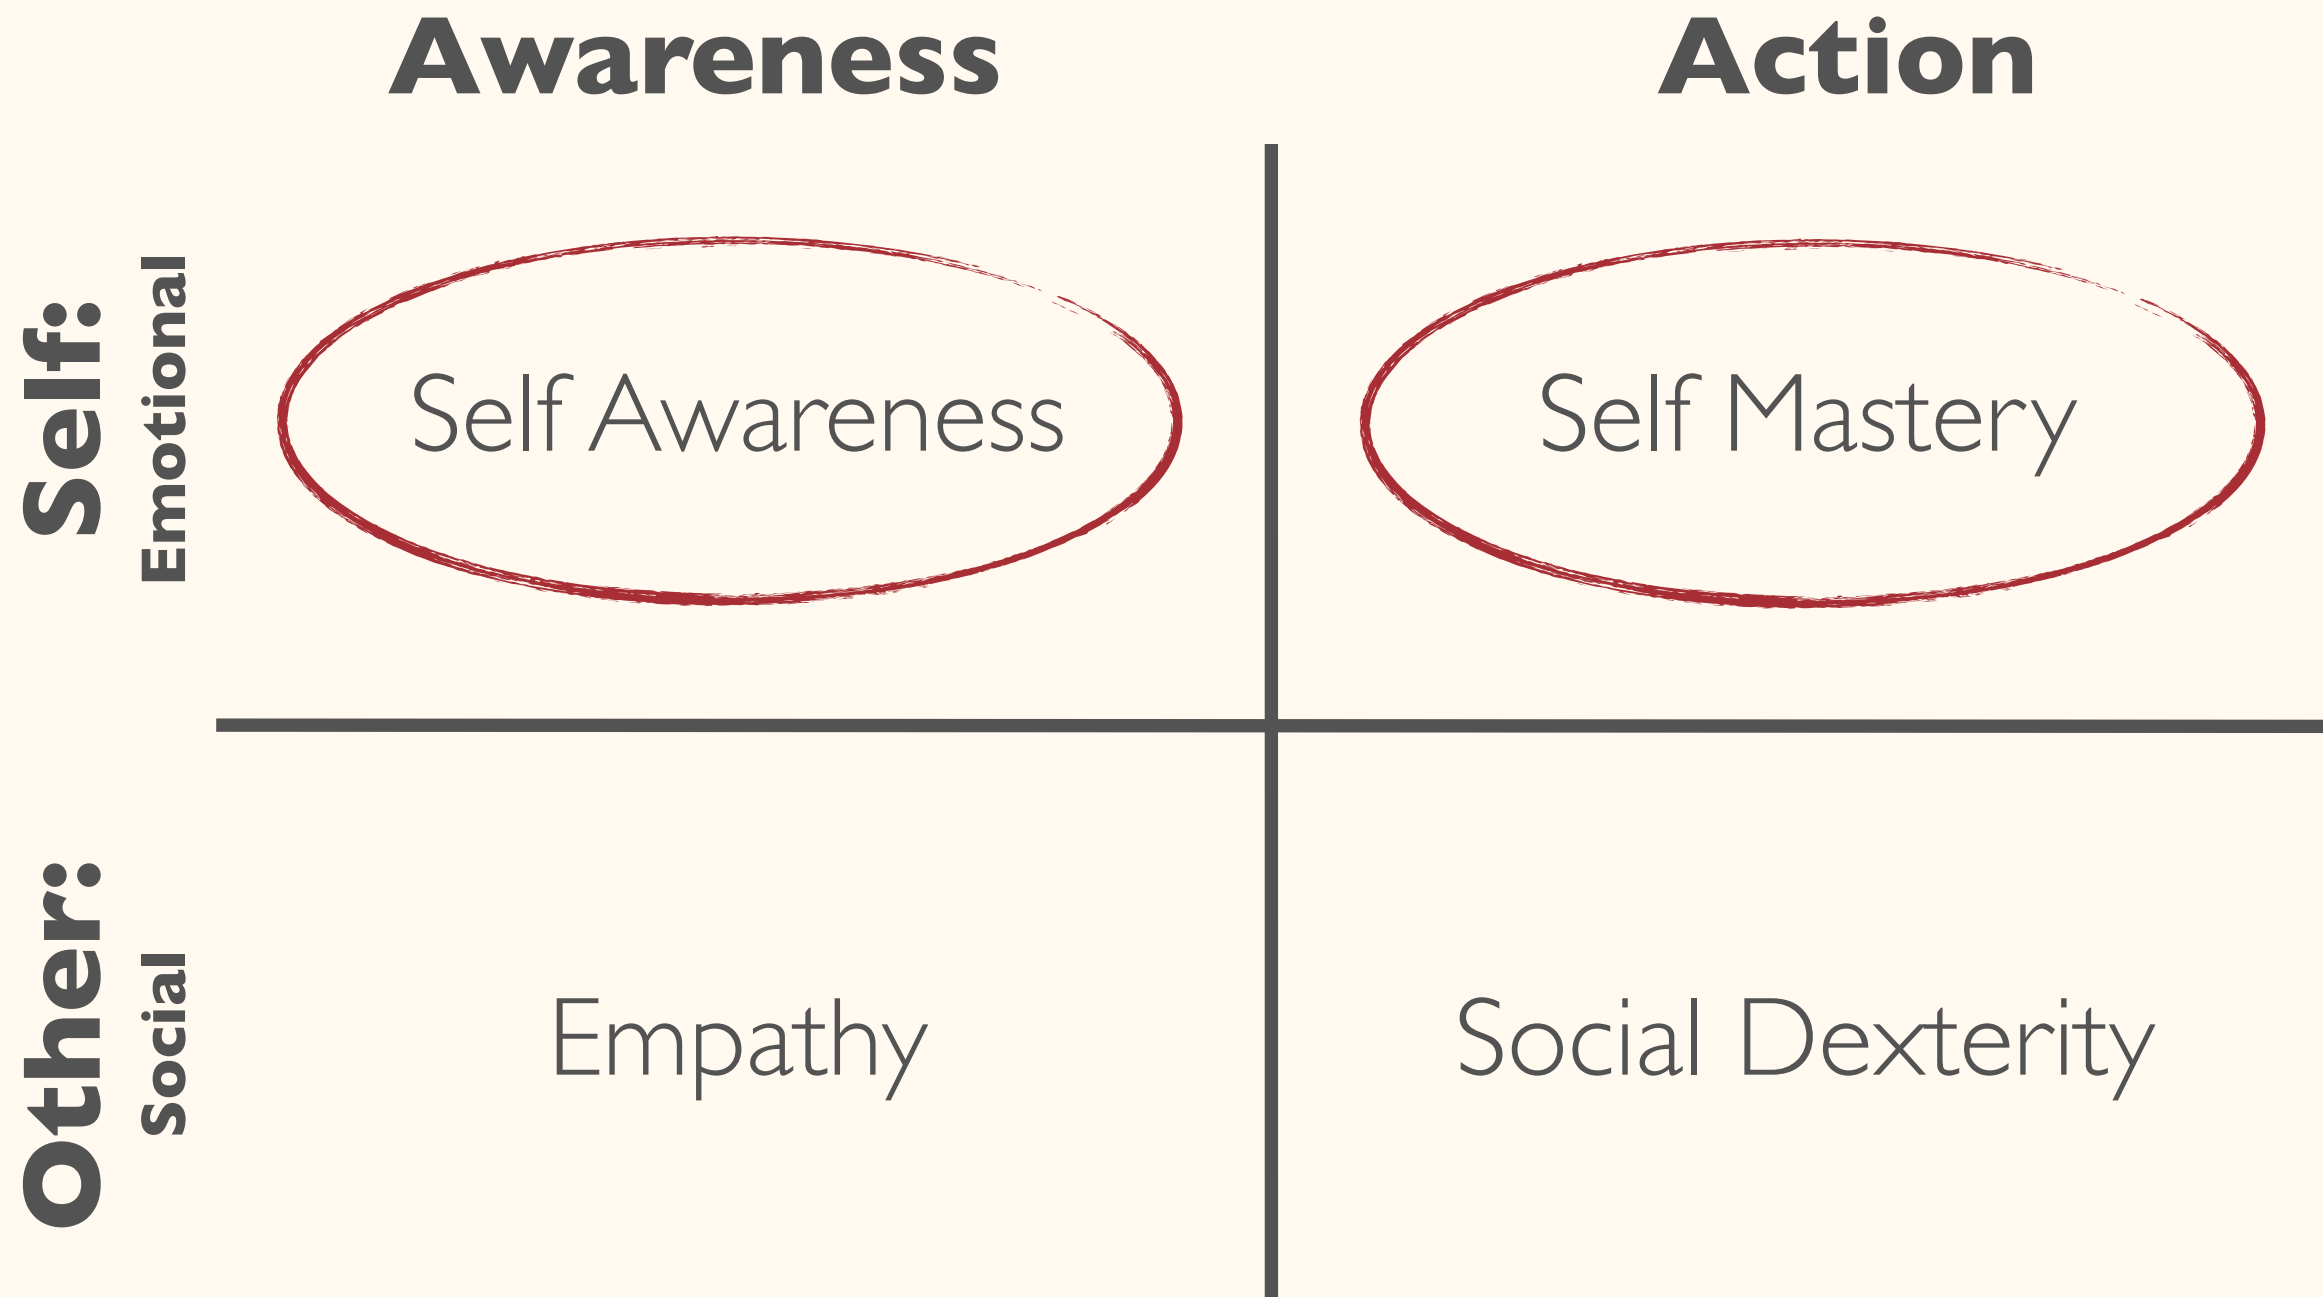 Awareness
Action
Self:
Emotional
Self Awareness
Self Mastery
Other:
Social
Empathy
Social Dexterity